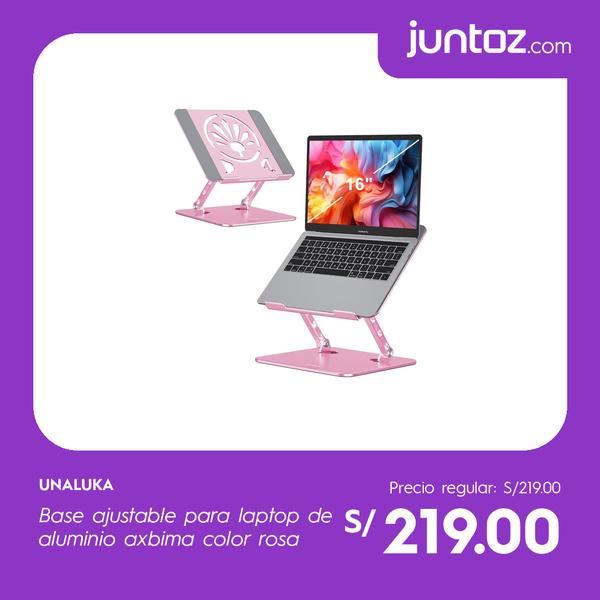 juntoz.com
16"
UNALUKA
Precio regular: S/219.00
Base ajustable para laptop de
aluminio axbima color rosa
S/ 219.00